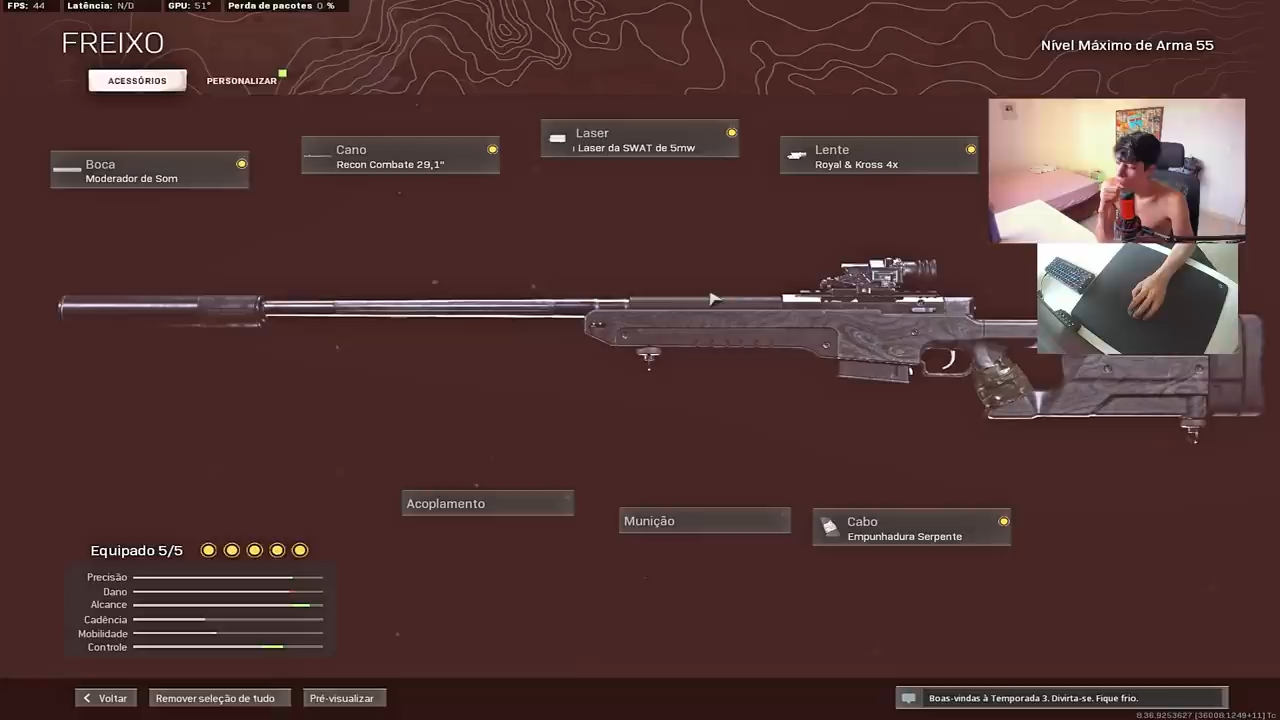 FPS: 44 Latência: N/D GPU: 51° Perda de pacotes 0 %
FREIXO
Nível Máximo de Arma 55
ACESSÓRIOS
PERSONALIZAR
Boca
Moderador de Som
Cano
Recon Combate 29,1"
Laser
Laser da SWAT de 5mw
Lente
Royal & Kross 4x
Acoplamento
Munição
Cabo
Empunhadura Serpente
Equipado 5/5
Precisão
Dano
Alcance
Cadência
Mobilidade
Controle
Voltar
Remover seleção de tudo
Pré-visualizar
Boas-vindas à Temporada 3. Divirta-se. Fique frio.